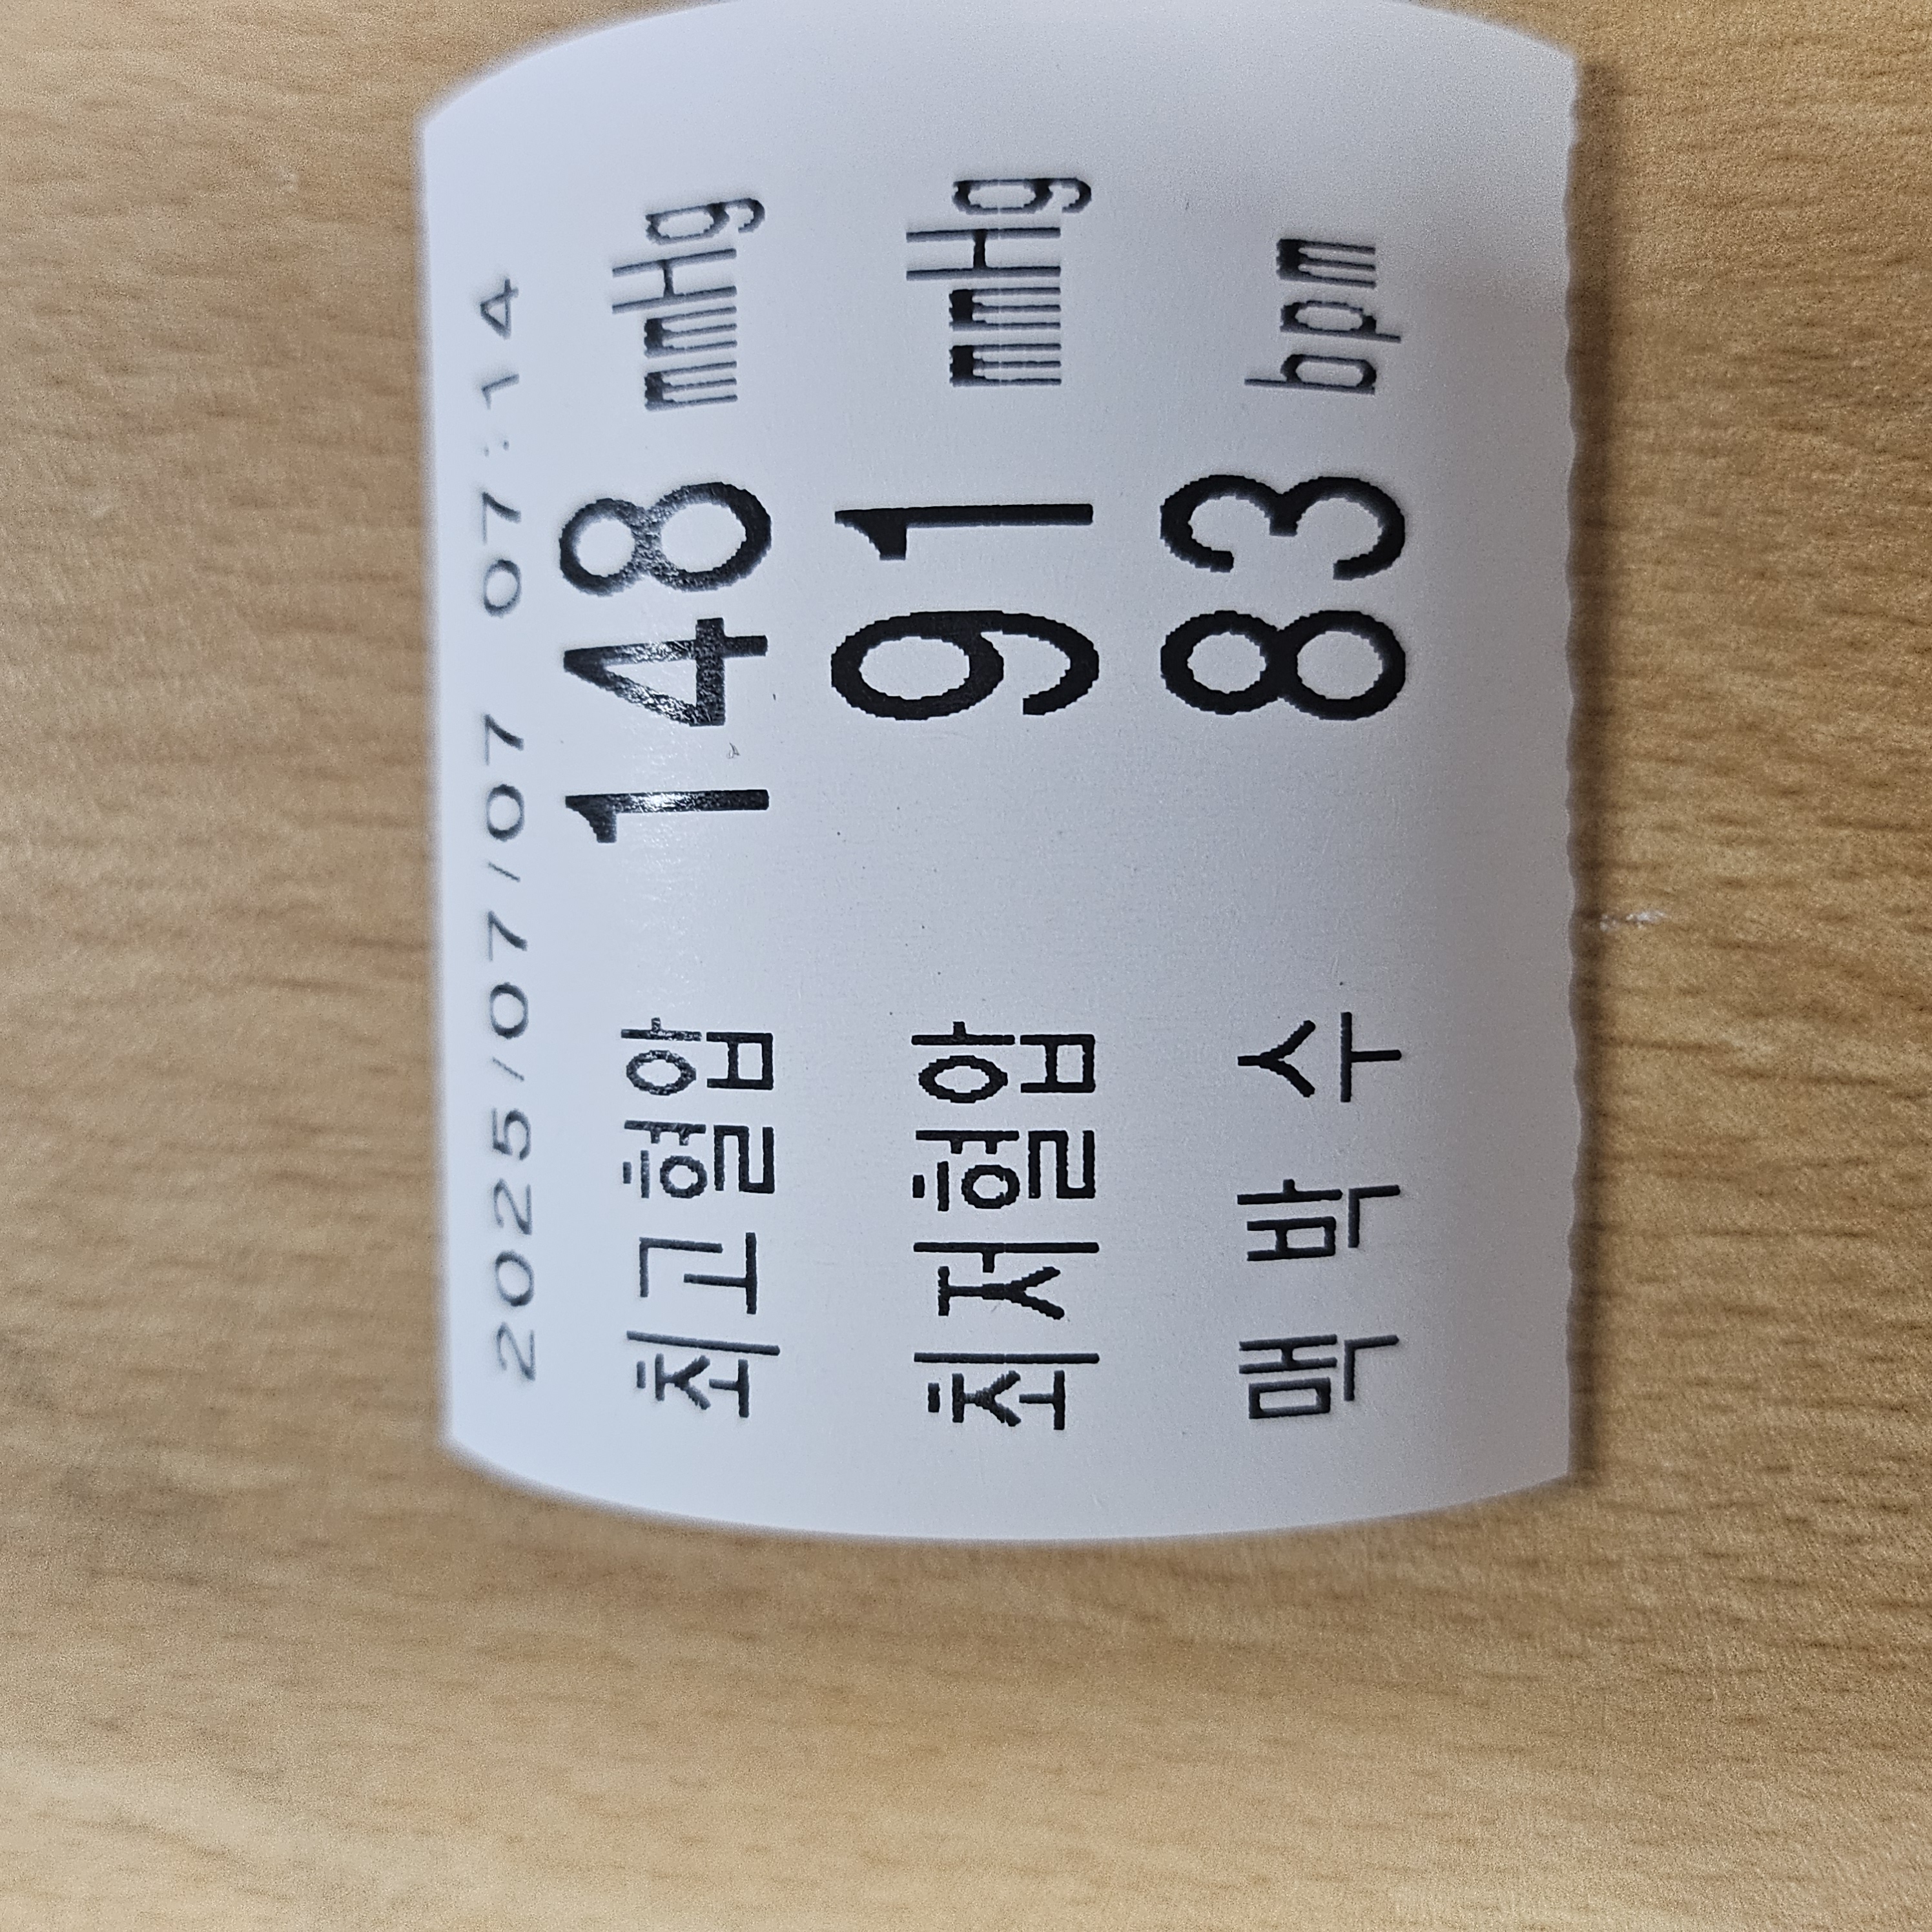 2025/07/07 07:14
최고혈압 148 mmHg
최저혈압 91 mmHg
맥 박 수 83 bpm